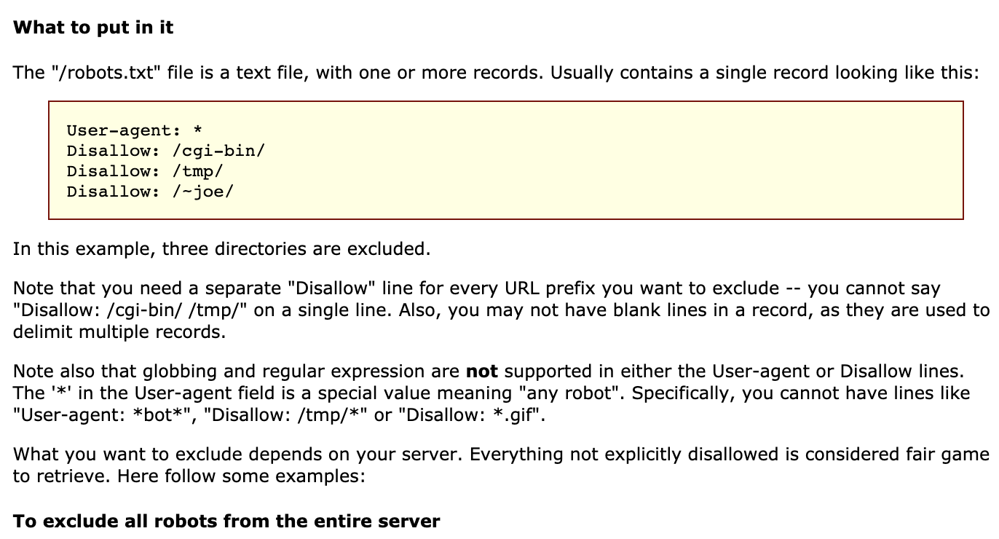 What to put in it
The "/robots.txt" file is a text file, with one or more records. Usually contains a single record looking like this:
User-agent: *
Disallow: /cgi-bin/
Disallow: /tmp/
Disallow: /~joe/
In this example, three directories are excluded.
Note that you need a separate "Disallow" line for every URL prefix you want to exclude -- you cannot say
"Disallow: /cgi-bin/ /tmp/" on a single line. Also, you may not have blank lines in a record, as they are used to
delimit multiple records.
Note also that globbing and regular expression are not supported in either the User-agent or Disallow lines.
The '*' in the User-agent field is a special value meaning "any robot". Specifically, you cannot have lines like
"User-agent: *bot*", "Disallow: /tmp/*" or "Disallow: *.gif".
What you want to exclude depends on your server. Everything not explicitly disallowed is considered fair game
to retrieve. Here follow some examples:
To exclude all robots from the entire server